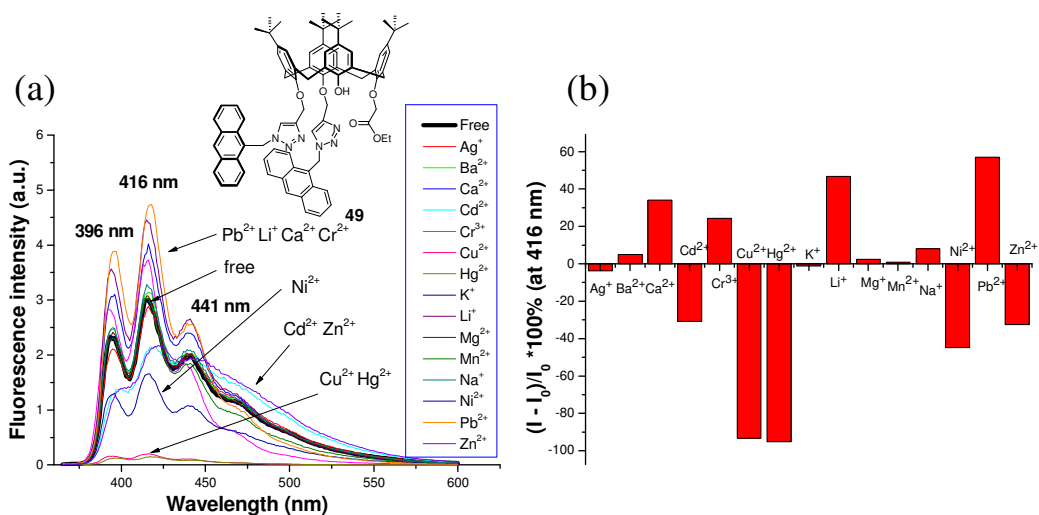 (a)
OH
O
O
O
O
O
OEt
N
N
N
N
N
N
49
Fluorescence intensity (a.u.)
6
5
4
3
2
1
0
400
450
500
550
600
Wavelength (nm)
396 nm
416 nm
441 nm
Pb²⁺ Li⁺ Ca²⁺ Cr²⁺
free
Ni²⁺
Cd²⁺ Zn²⁺
Cu²⁺ Hg²⁺
Free
Ag⁺
Ba²⁺
Ca²⁺
Cd²⁺
Cr³⁺
Cu²⁺
Hg²⁺
K⁺
Li⁺
Mg²⁺
Mn²⁺
Na⁺
Ni²⁺
Pb²⁺
Zn²⁺
(b)
(I - I₀)/I₀ *100% (at 416 nm)
60
40
20
0
-20
-40
-60
-80
-100
Ag⁺
Ba²⁺
Ca²⁺
Cd²⁺
Cr³⁺
Cu²⁺
Hg²⁺
K⁺
Li⁺
Mg²⁺
Mn²⁺
Na⁺
Ni²⁺
Pb²⁺
Zn²⁺